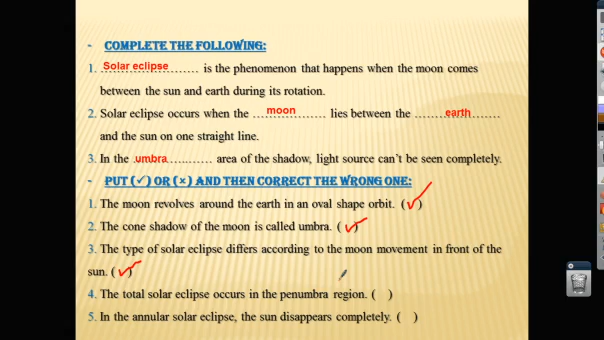 - COMPLETE THE FOLLOWING:
1. Solar eclipse is the phenomenon that happens when the moon comes
between the sun and earth during its rotation.
2. Solar eclipse occurs when the moon lies between the earth
and the sun on one straight line.
3. In the umbra area of the shadow, light source can't be seen completely.
- PUT (✓) OR (×) AND THEN CORRECT THE WRONG ONE:
1. The moon revolves around the earth in an oval shape orbit. (✓)
2. The cone shadow of the moon is called umbra. (✓)
3. The type of solar eclipse differs according to the moon movement in front of the
sun. (✓)
4. The total solar eclipse occurs in the penumbra region. ( )
5. In the annular solar eclipse, the sun disappears completely. ( )